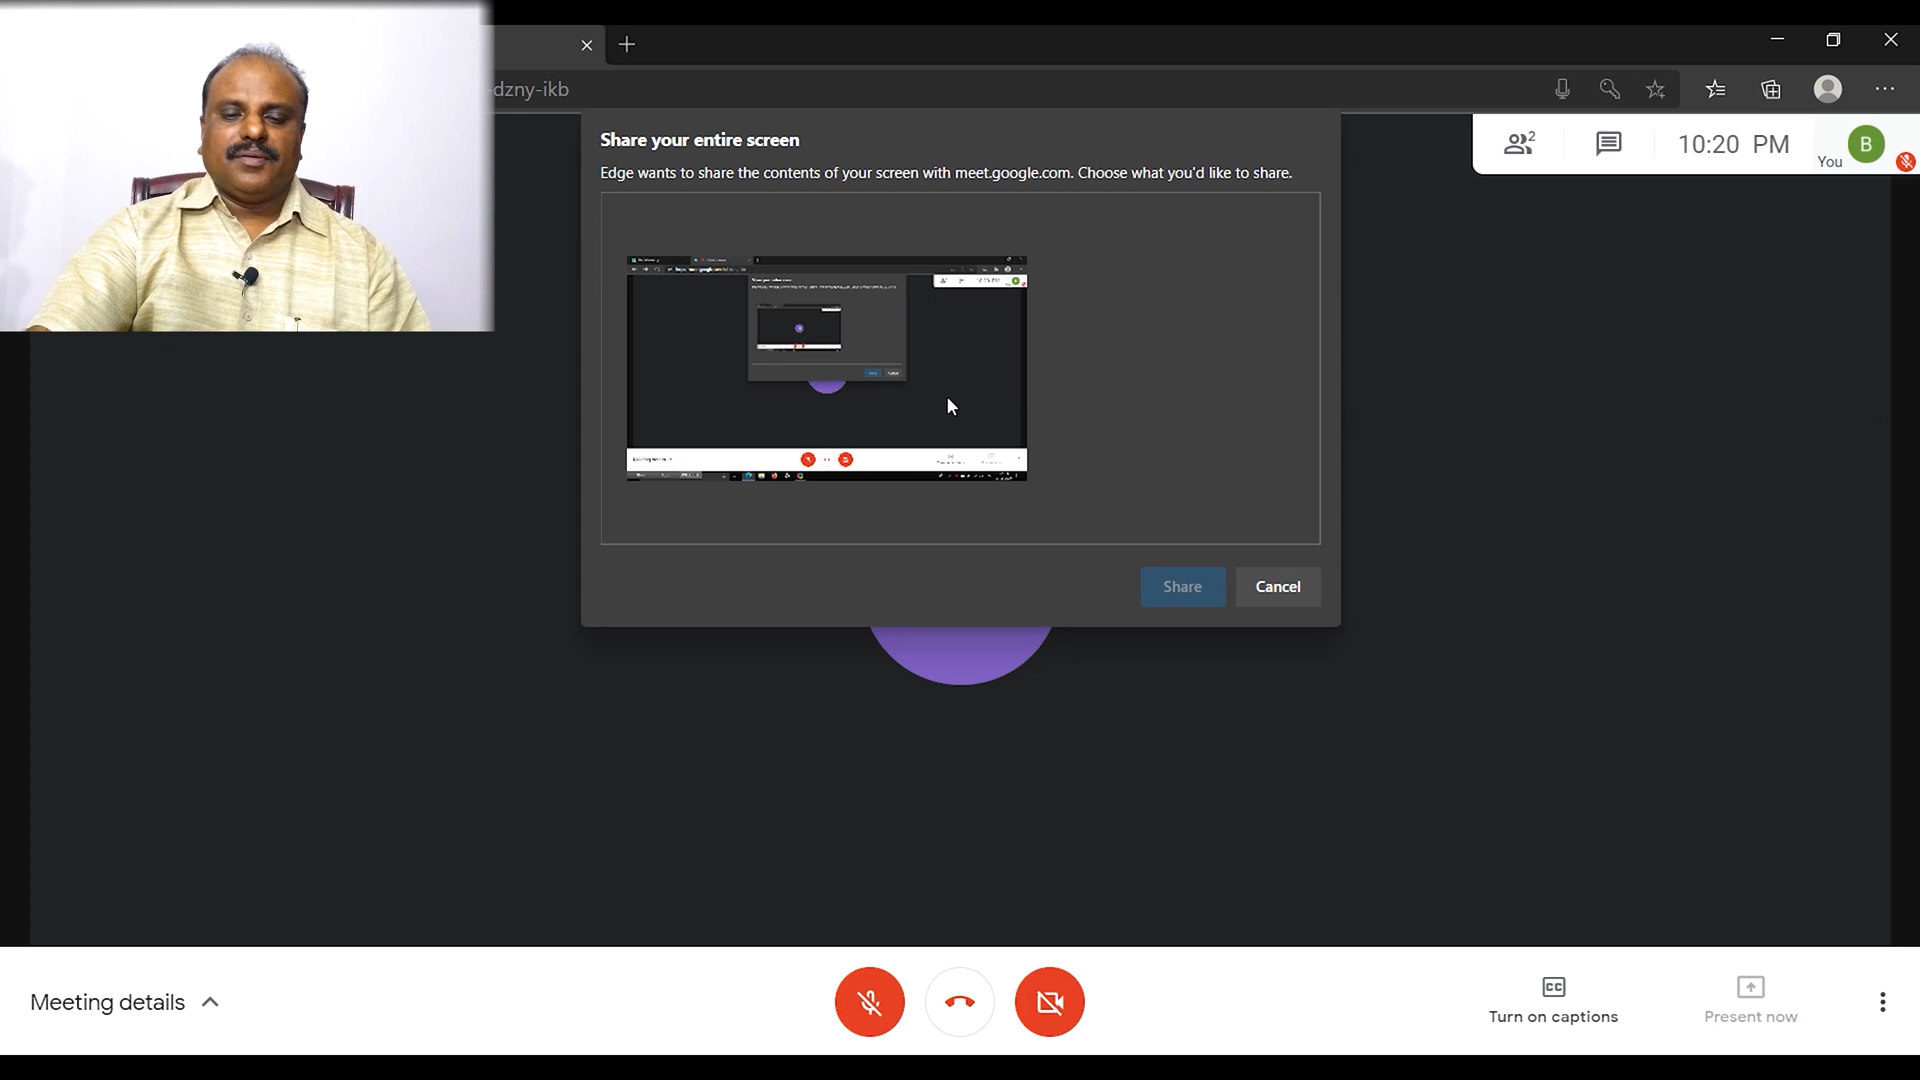 -dzny-ikb
Share your entire screen
Edge wants to share the contents of your screen with meet.google.com. Choose what you'd like to share.
2
10:20 PM
You
B
Share
Cancel
Meeting details
CC
Turn on captions
Present now